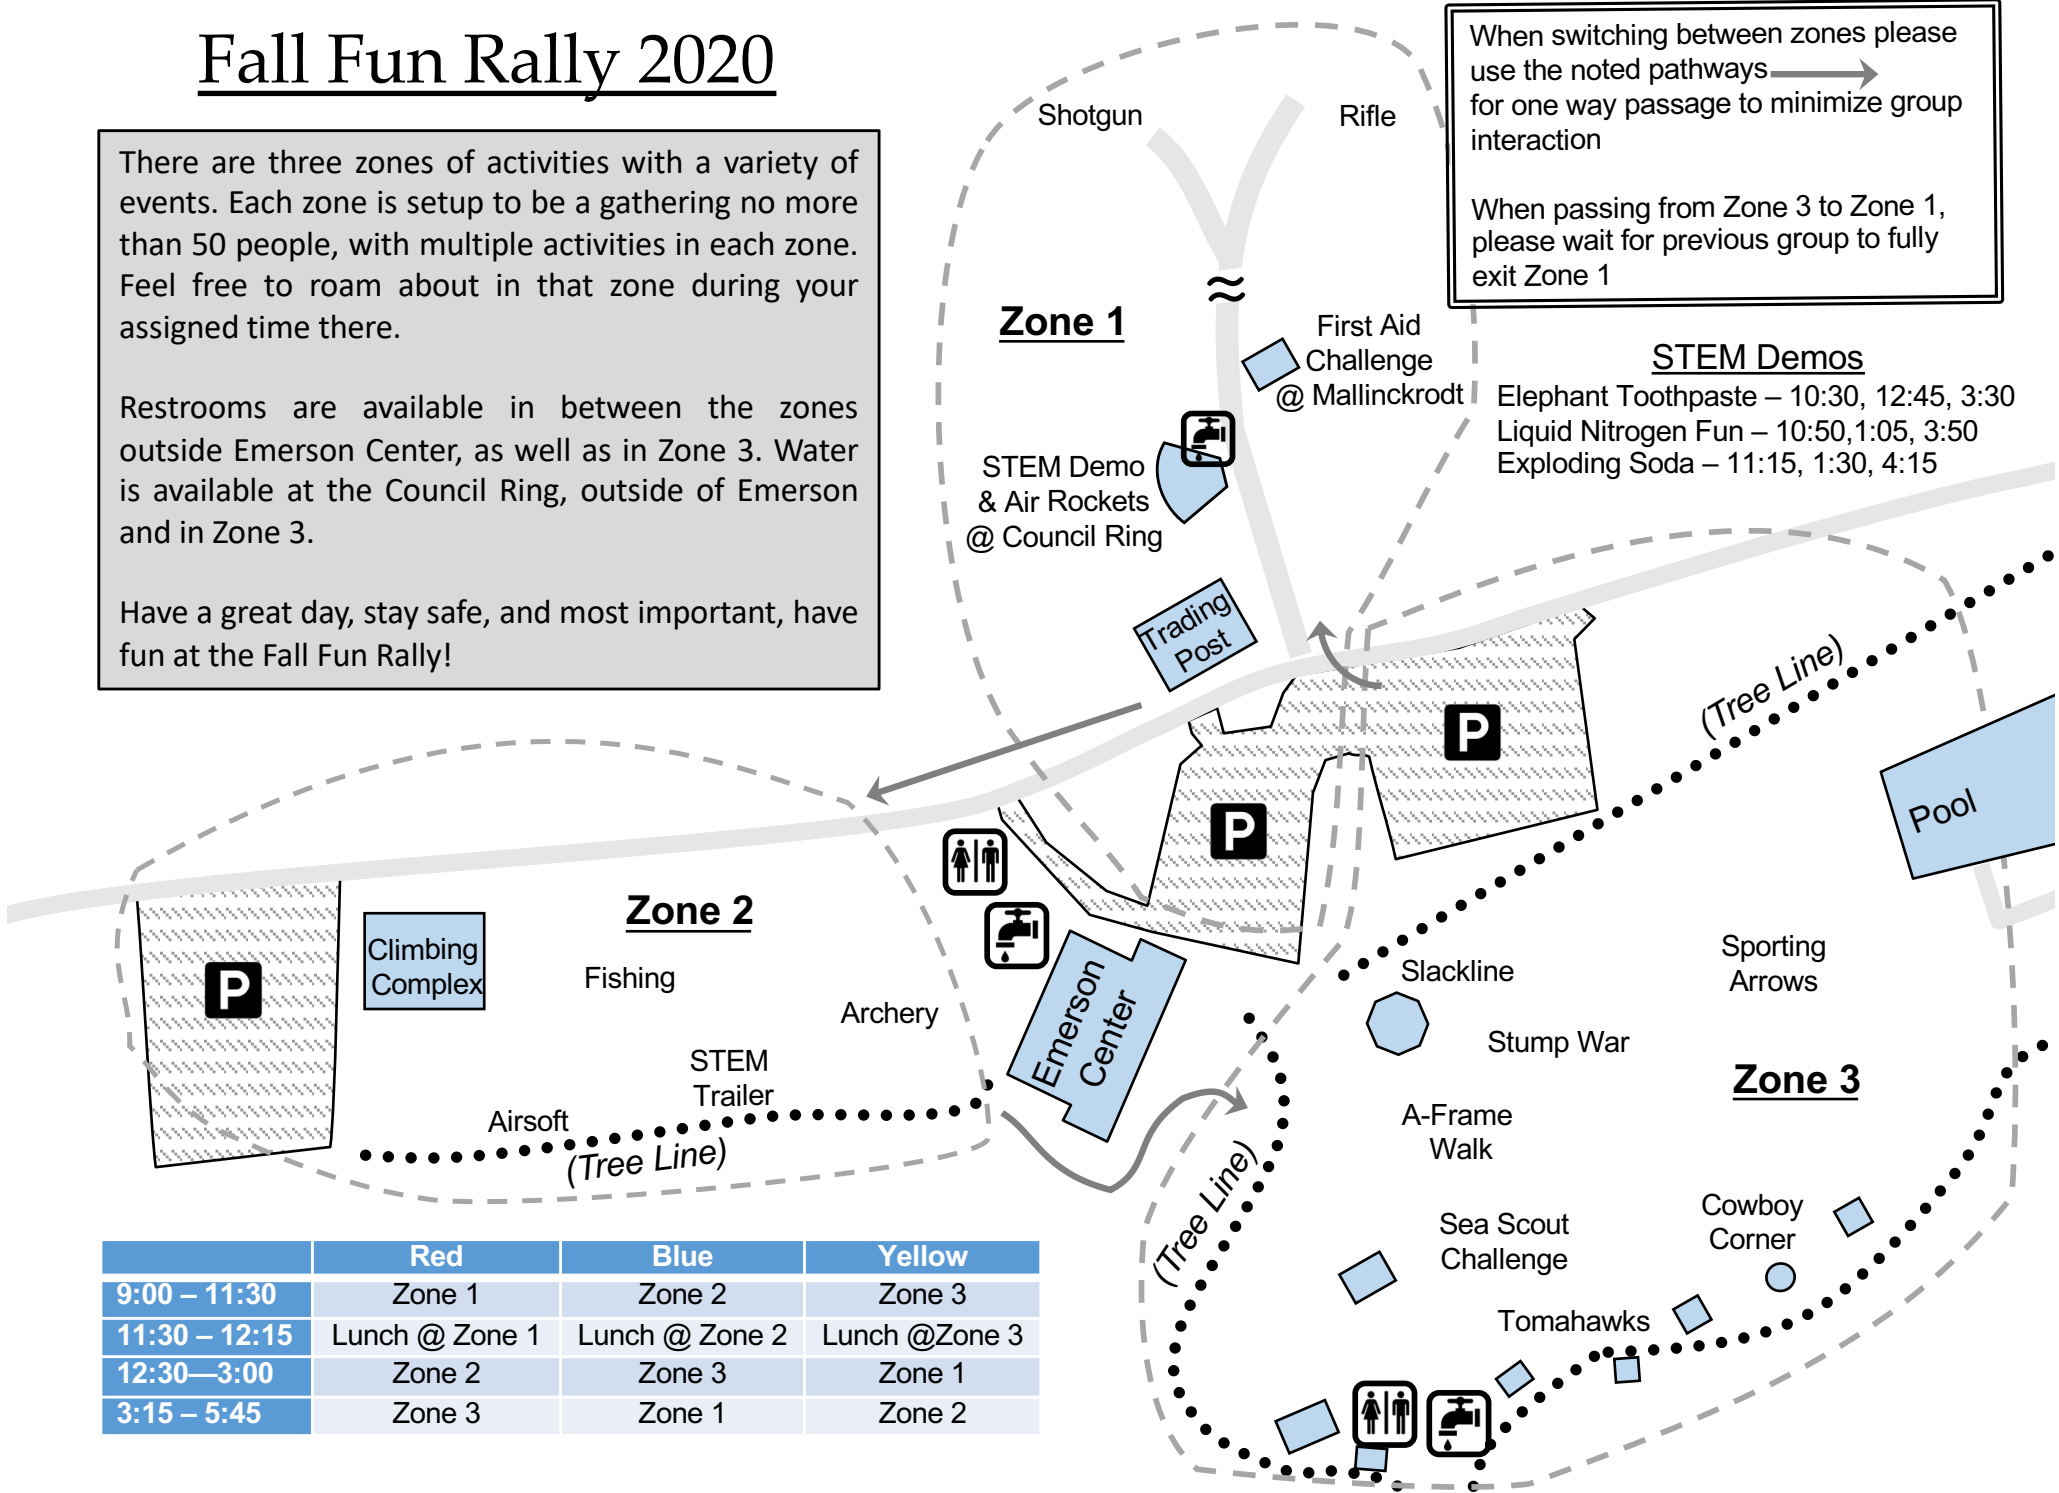 Fall Fun Rally 2020
There are three zones of activities with a variety of
events. Each zone is setup to be a gathering no more
than 50 people, with multiple activities in each zone.
Feel free to roam about in that zone during your
assigned time there.
Restrooms are available in between the zones
outside Emerson Center, as well as in Zone 3. Water
is available at the Council Ring, outside of Emerson
and in Zone 3.
Have a great day, stay safe, and most important, have
fun at the Fall Fun Rally!
When switching between zones please
use the noted pathways
for one way passage to minimize group
interaction
When passing from Zone 3 to Zone 1,
please wait for previous group to fully
exit Zone 1
STEM Demos
Elephant Toothpaste – 10:30, 12:45, 3:30
Liquid Nitrogen Fun – 10:50,1:05, 3:50
Exploding Soda – 11:15, 1:30, 4:15
Shotgun
Rifle
Zone 1
First Aid
Challenge
@ Mallinckrodt
STEM Demo
& Air Rockets
@ Council Ring
Trading
Post
P
P
(Tree Line)
Pool
Zone 2
Climbing
Complex
P
Fishing
Archery
STEM
Trailer
Airsoft
(Tree Line)
Emerson
Center
Slackline
Sporting
Arrows
Stump War
Zone 3
A-Frame
Walk
(Tree Line)
Sea Scout
Challenge
Cowboy
Corner
Tomahawks
Red Blue Yellow
9:00 – 11:30 Zone 1 Zone 2 Zone 3
11:30 – 12:15 Lunch @ Zone 1 Lunch @ Zone 2 Lunch @Zone 3
12:30—3:00 Zone 2 Zone 3 Zone 1
3:15 – 5:45 Zone 3 Zone 1 Zone 2